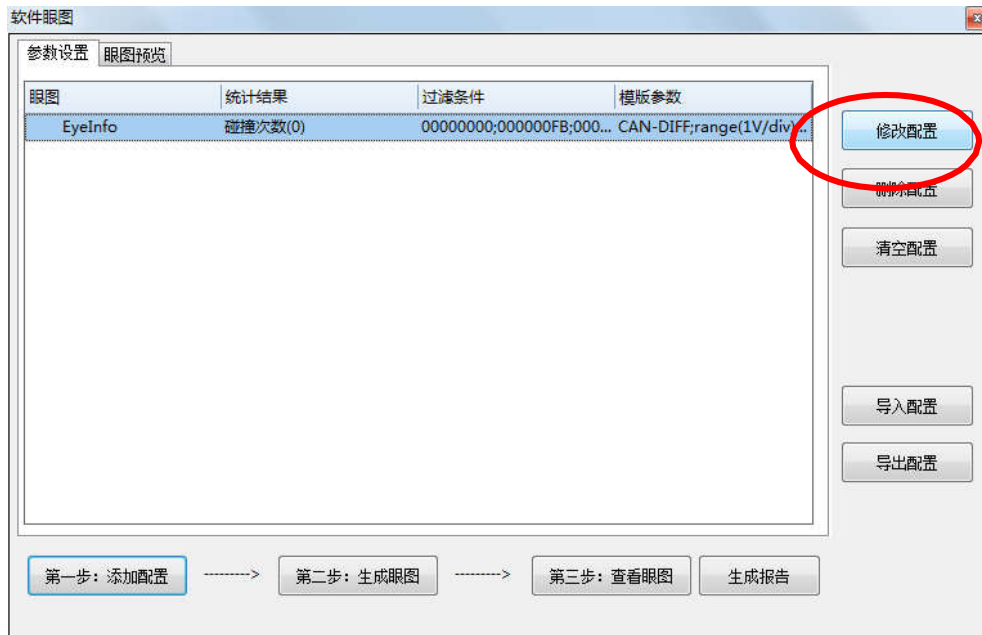 软件眼图
参数设置 眼图预览
眼图 统计结果 过滤条件 模版参数
EyeInfo 碰撞次数(0) 00000000;000000FB;000... CAN-DIFF;range(1V/div)...
修改配置
删除配置
清空配置
导入配置
导出配置
第一步：添加配置 ---------> 第二步：生成眼图 ---------> 第三步：查看眼图 生成报告